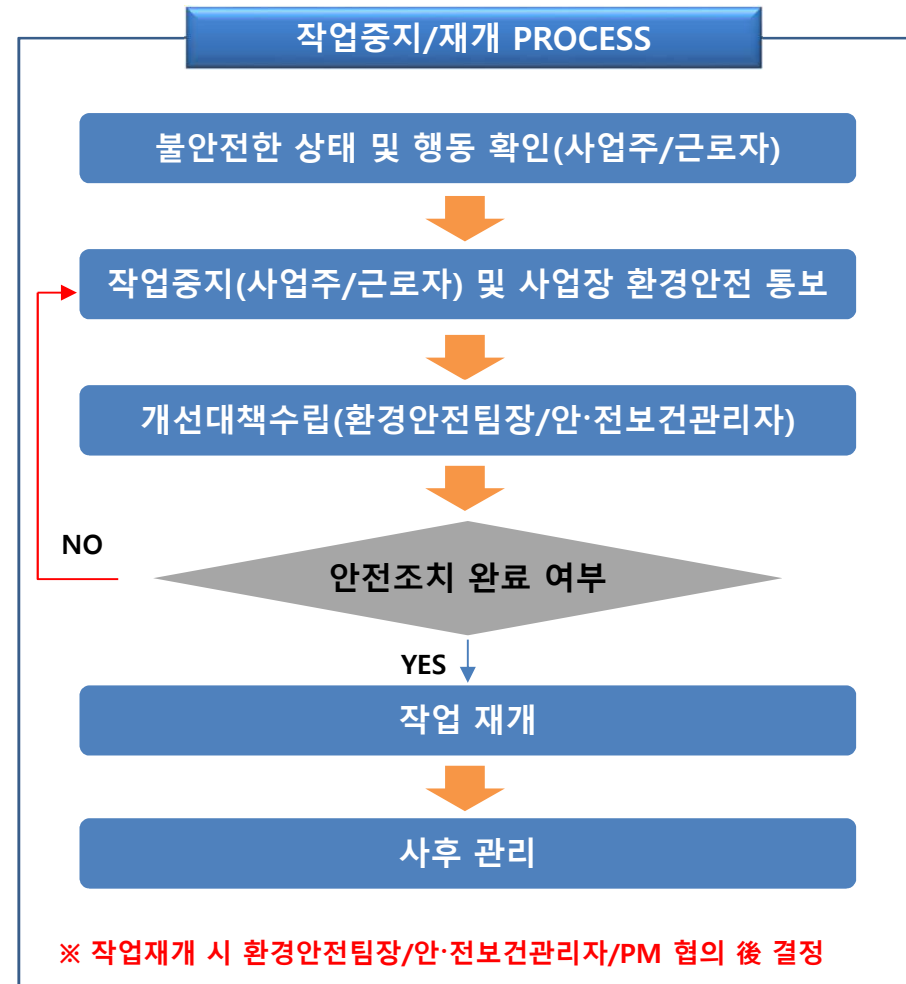 작업중지/재개 PROCESS
불안전한 상태 및 행동 확인(사업주/근로자)
작업중지(사업주/근로자) 및 사업장 환경안전 통보
개선대책수립(환경안전팀장/안·전보건관리자)
NO
안전조치 완료 여부
YES
작업 재개
사후 관리
※ 작업재개 시 환경안전팀장/안·전보건관리자/PM 협의 後 결정